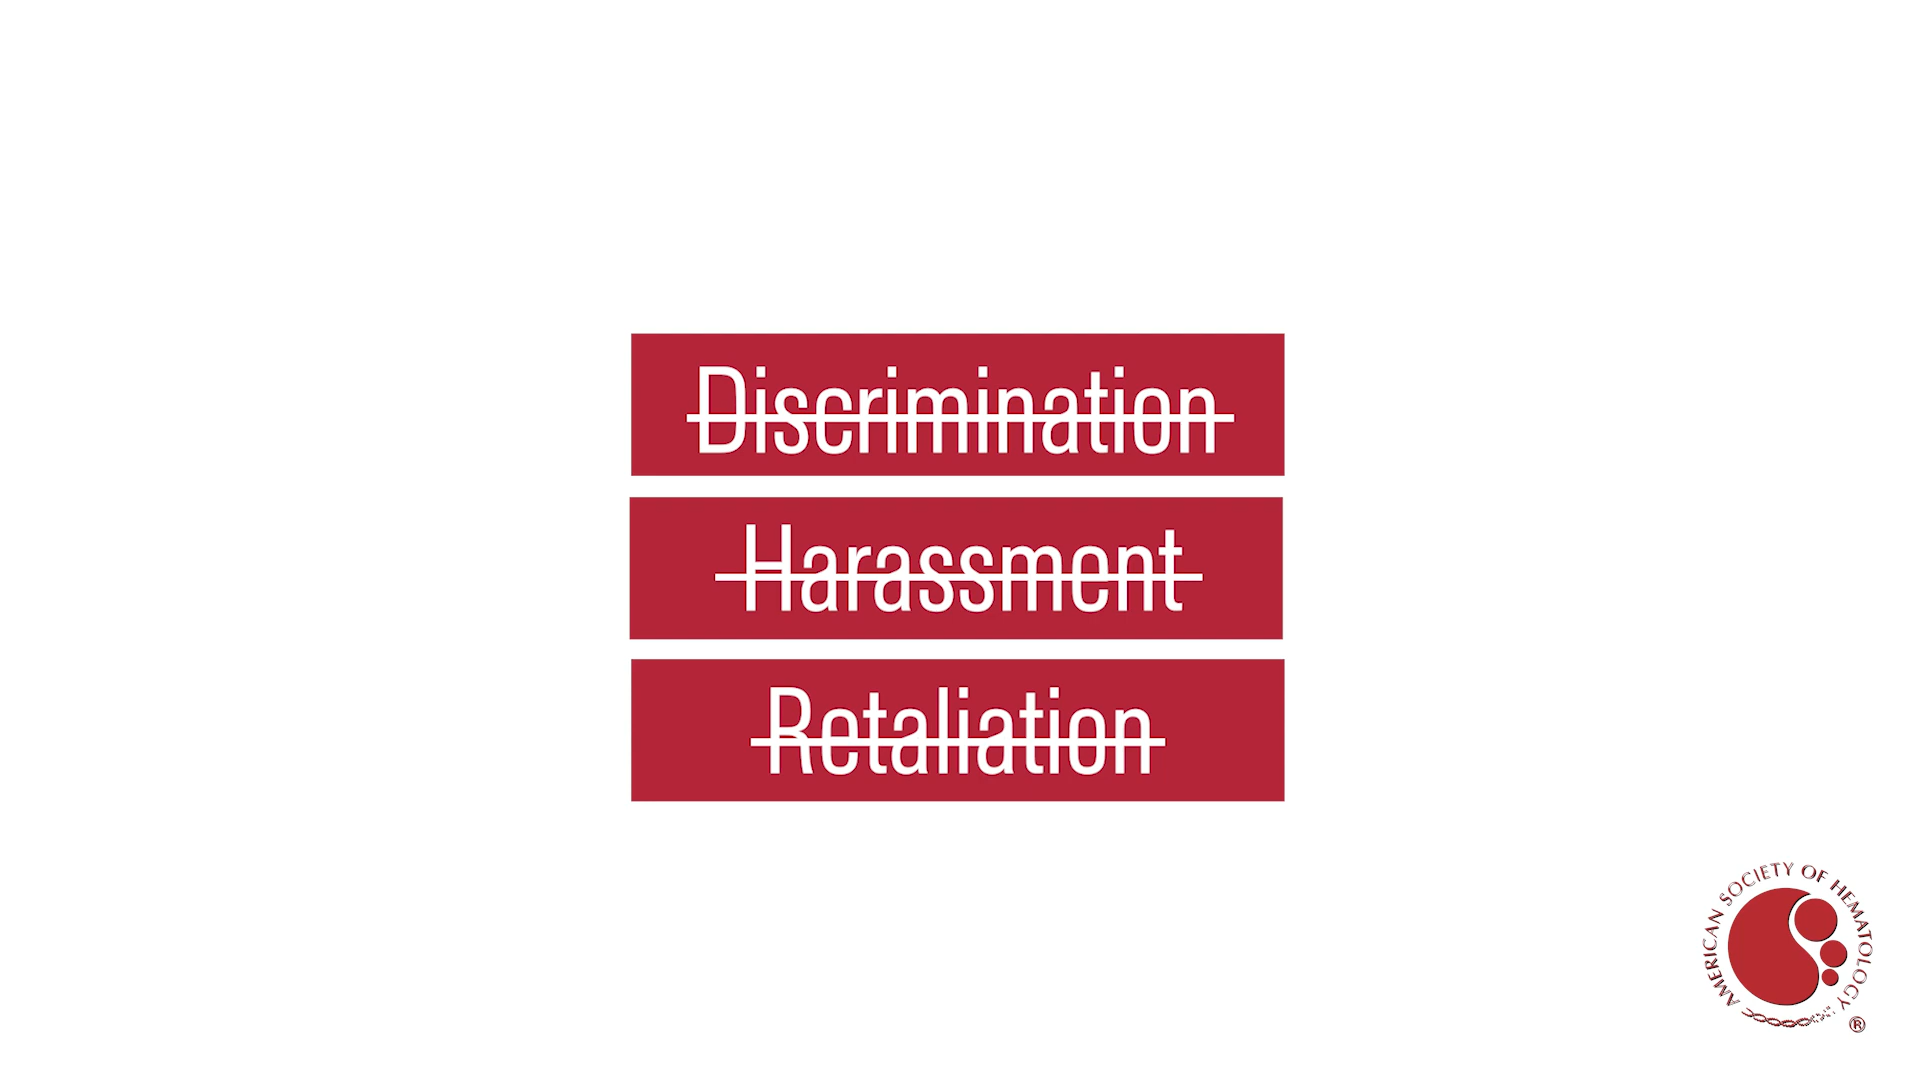 Discrimination
Harassment
Retaliation
AMERICAN SOCIETY OF HEMATOLOGY
®